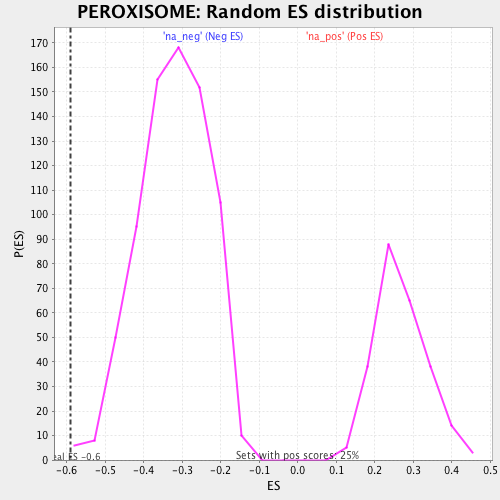 PEROXISOME: Random ES distribution
'na_neg' (Neg ES) 'na_pos' (Pos ES)
170
160
150
140
130
120
110
100
90
80
70
60
50
40
30
20
10
0
P(ES)
ES -0.6
Sets with pos scores: 25%
-0.6 -0.5 -0.4 -0.3 -0.2 -0.1 0.0 0.1 0.2 0.3 0.4 0.5
ES